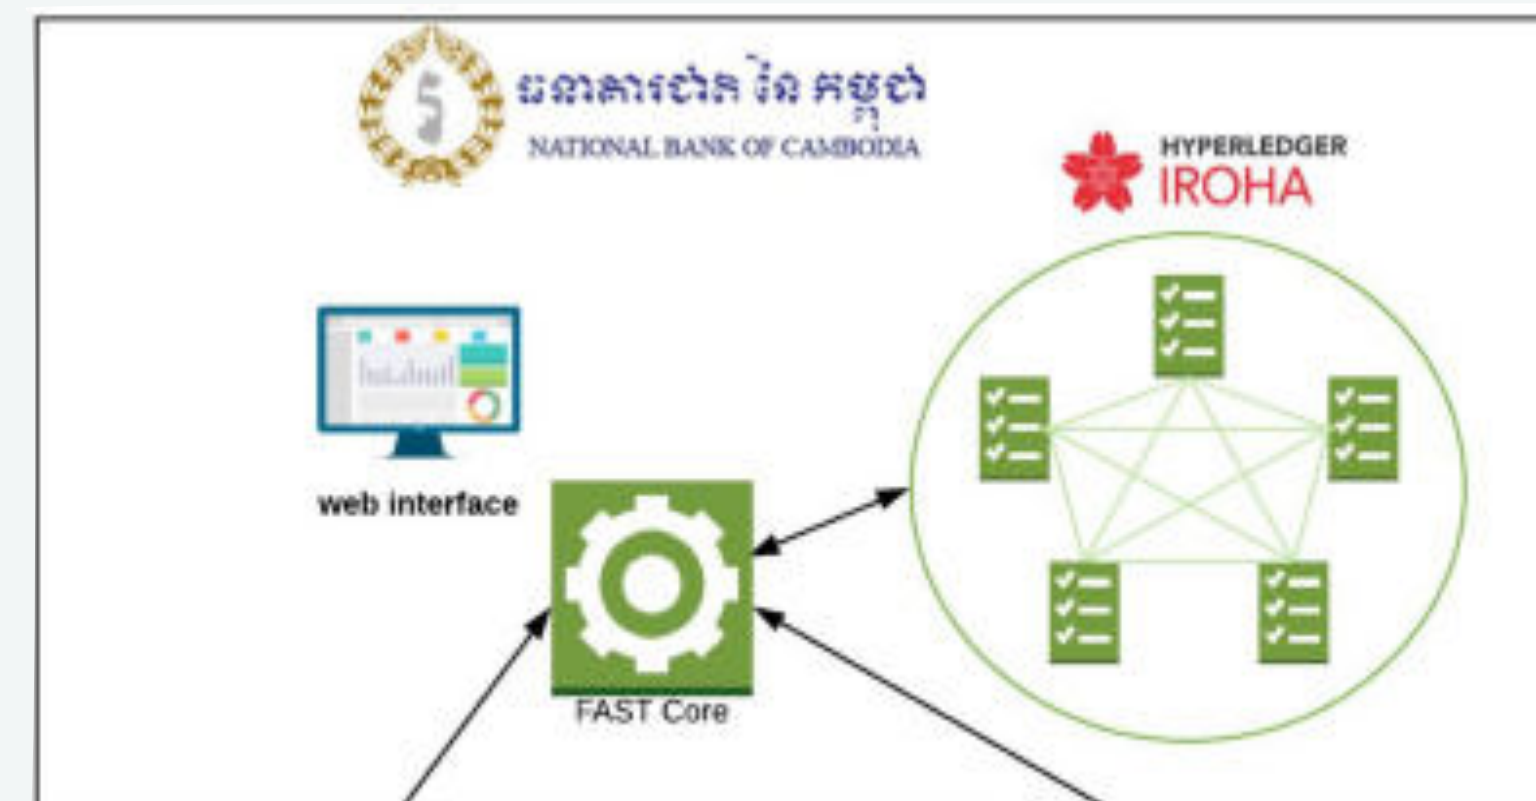 ធនាគារជាតិ នៃ កម្ពុជា
NATIONAL BANK OF CAMBODIA
HYPERLEDGER
IROHA
web interface
FAST Core